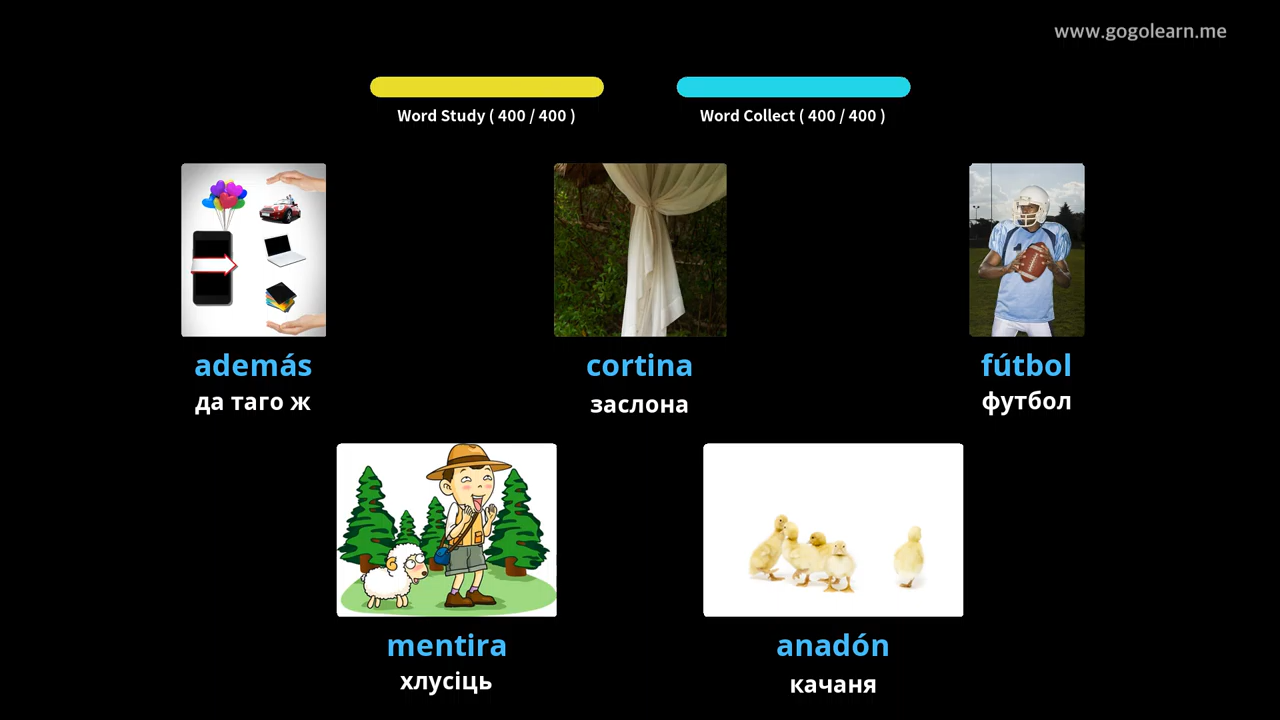 www.gogolearn.me
Word Study ( 400 / 400 )
Word Collect ( 400 / 400 )
además
да таго ж
cortina
заслона
fútbol
футбол
mentira
хлусіць
anadón
качаня